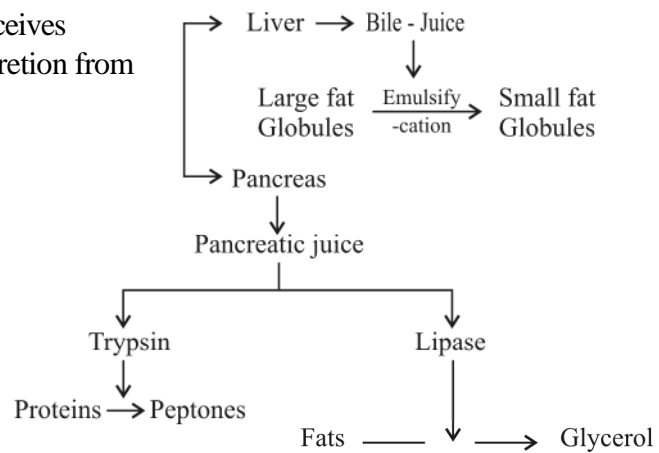 ceives
retion from
Liver → Bile - Juice
Large fat
Globules
Emulsify
-cation
Small fat
Globules
Pancreas
Pancreatic juice
Trypsin
Lipase
Proteins → Peptones
Fats
Glycerol